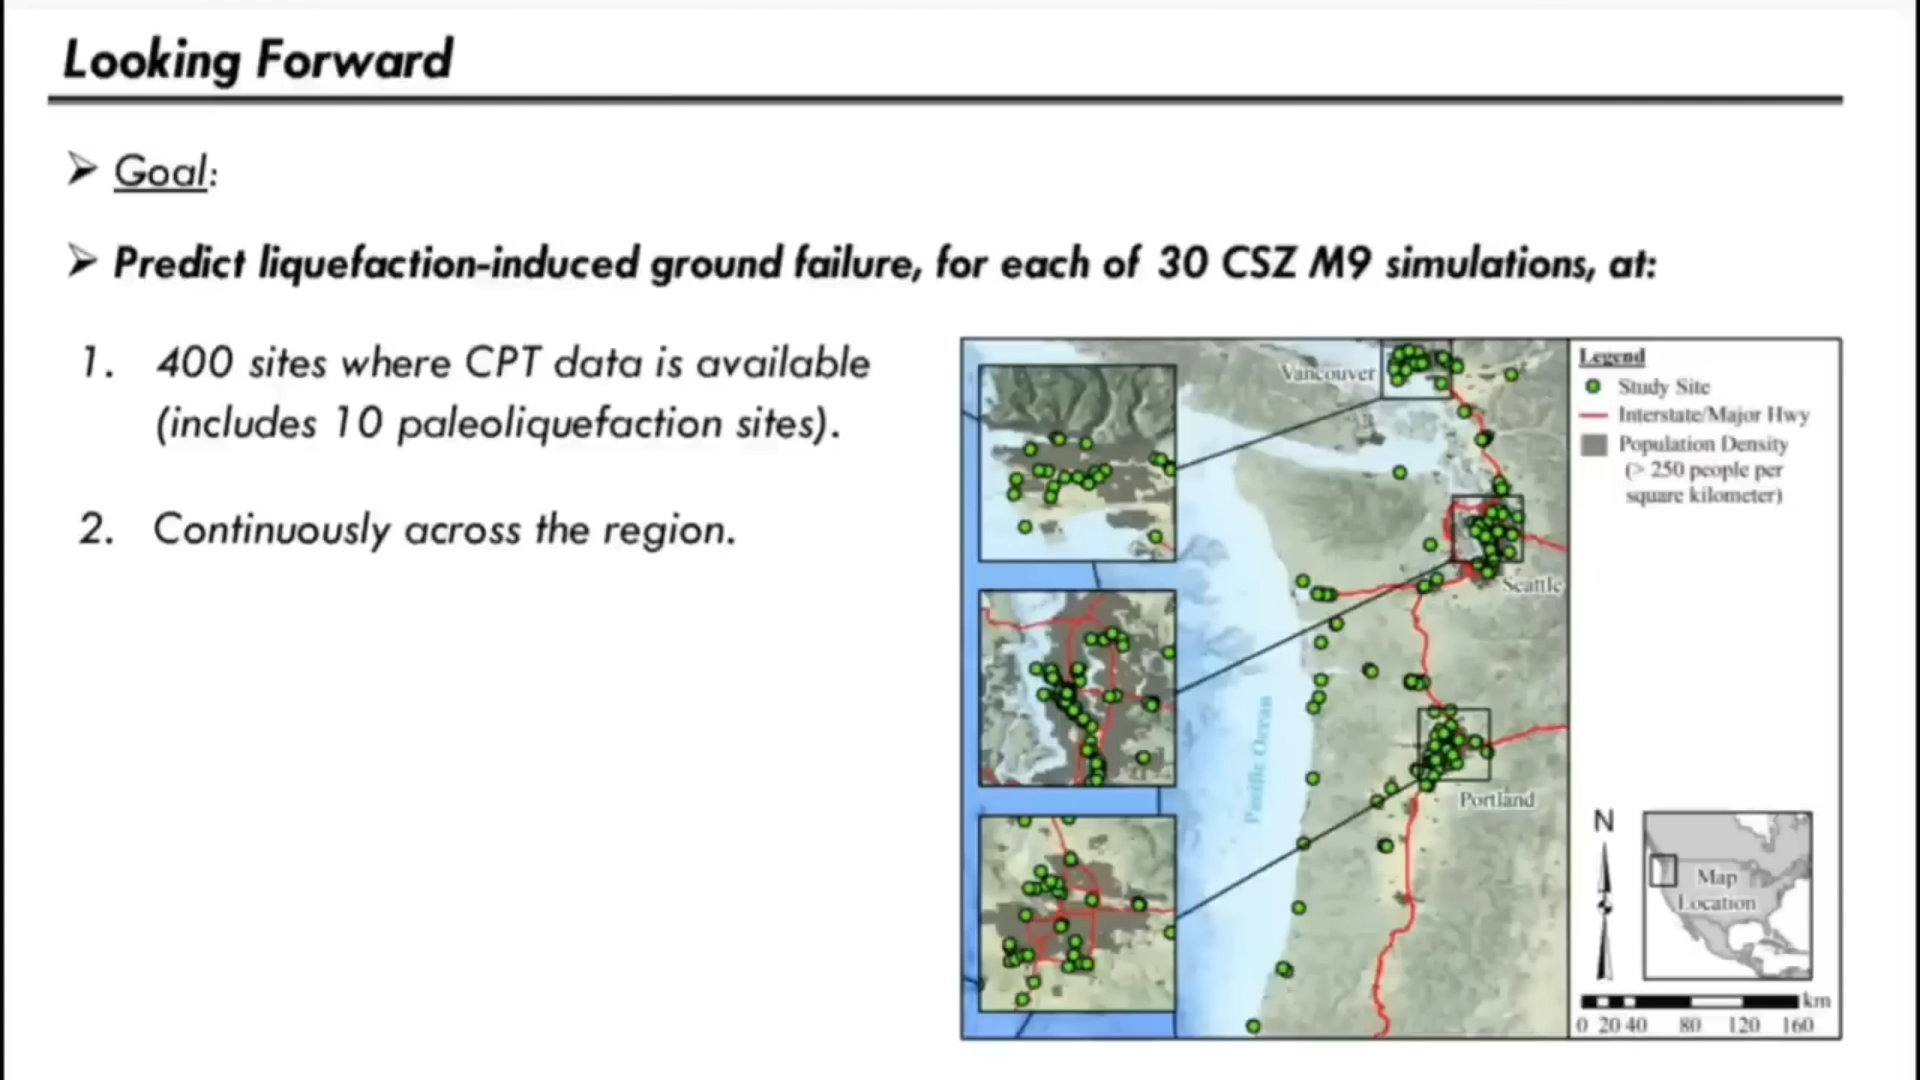 Looking Forward
➢ Goal:
➢ Predict liquefaction-induced ground failure, for each of 30 CSZ M9 simulations, at:
1. 400 sites where CPT data is available
(includes 10 paleoliquefaction sites).
2. Continuously across the region.
Vancouver
Seattle
Portland
Pacific Ocean
Legend
Study Site
Interstate/Major Hwy
Population Density
(> 250 people per
square kilometer)
N
Map
Location
km
0 20 40 80 120 160